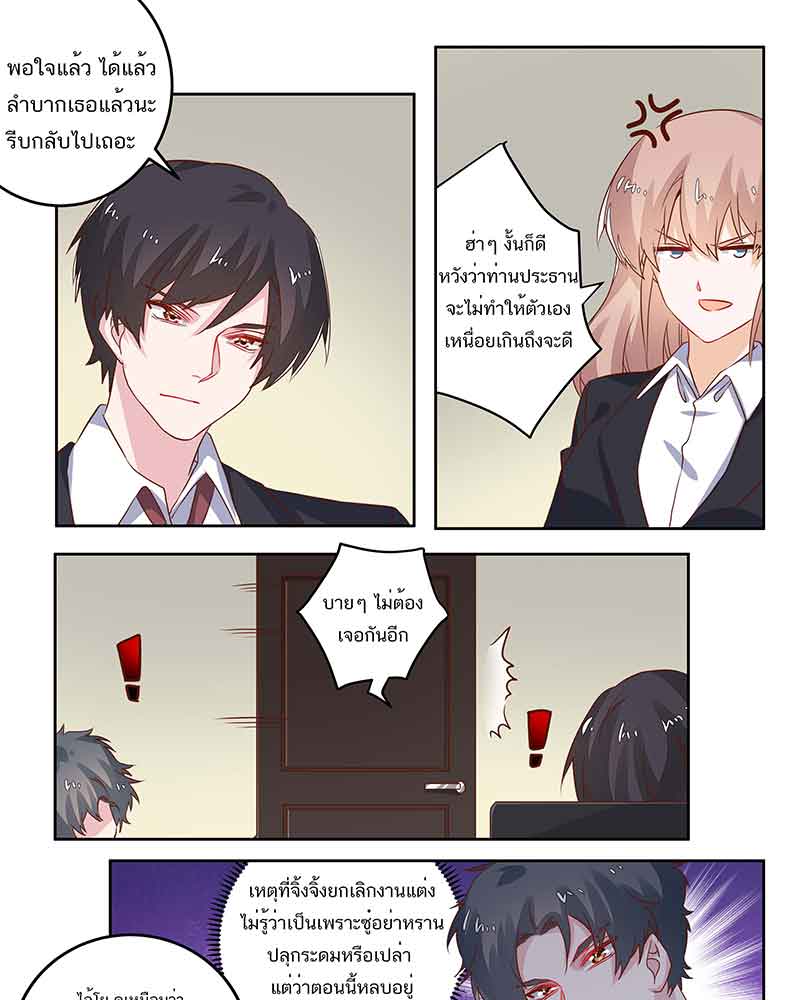 พอใจแล้ว ได้แล้ว
ลำบากเธอแล้วนะ
รีบกลับไปเถอะ
ฮ่าๆ งั้นก็ดี
หวังว่าท่านประธาน
จะไม่ทำให้ตัวเอง
เหนื่อยเกินถึงจะดี
บายๆ ไม่ต้อง
เจอกันอีก
เหตุที่จิ้งจิ้งยกเลิกงานแต่ง
ไม่รู้ว่าเป็นเพราะซู่อย่าหราน
ปลุกระดมหรือเปล่า
แต่ว่าตอนนี้หลบอยู่